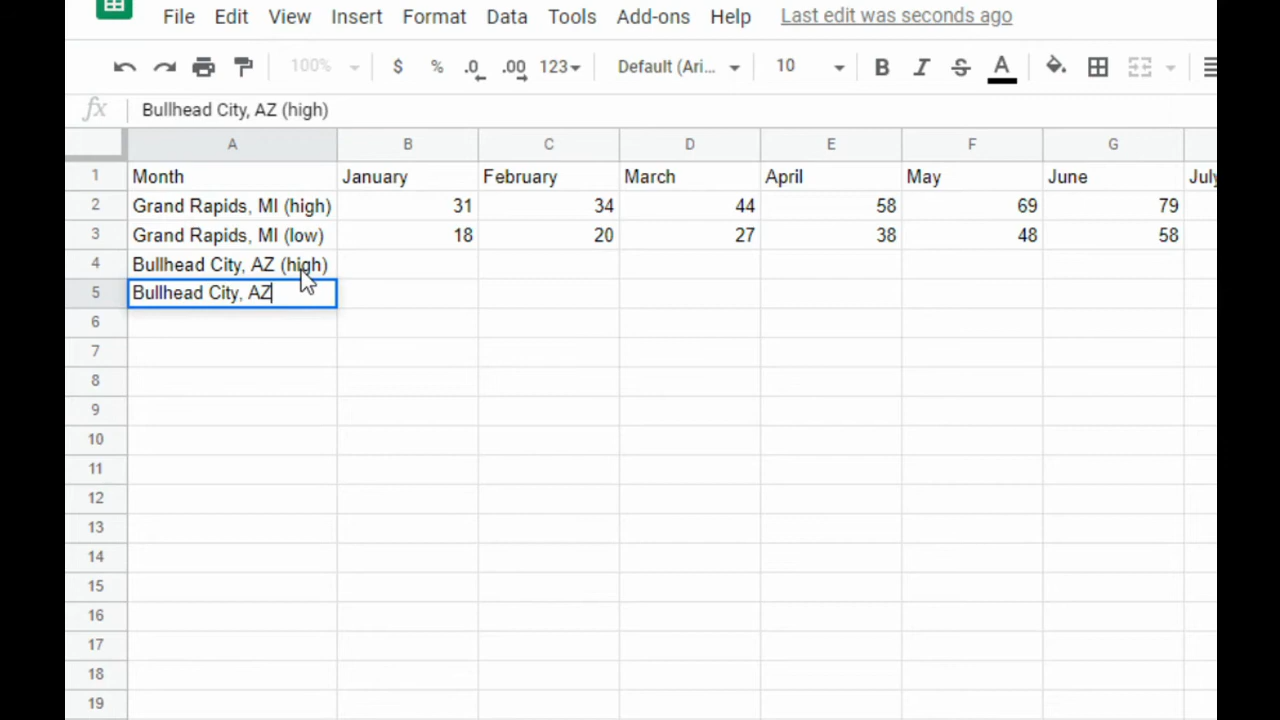 File Edit View Insert Format Data Tools Add-ons Help Last edit was seconds ago
100% $ % .0 .00 123 Default (Ari... 10 B I S A
fx Bullhead City, AZ (high)
A B C D E F G
1 Month January February March April May June July
2 Grand Rapids, MI (high) 31 34 44 58 69 79
3 Grand Rapids, MI (low) 18 20 27 38 48 58
4 Bullhead City, AZ (high)
5 Bullhead City, AZ
6
7
8
9
10
11
12
13
14
15
16
17
18
19